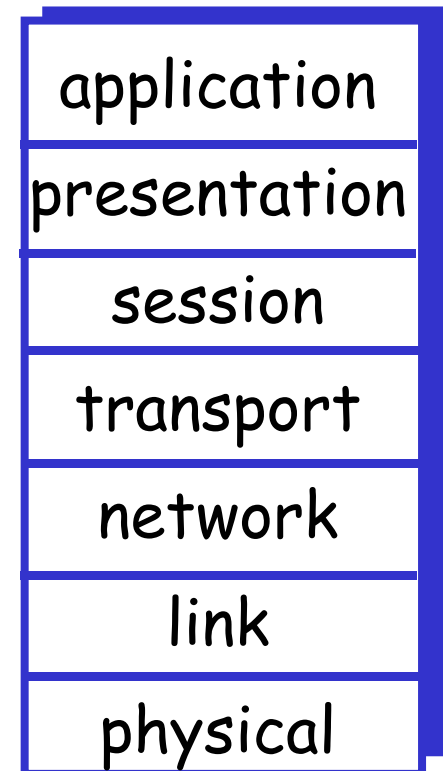 application
presentation
session
transport
network
link
physical